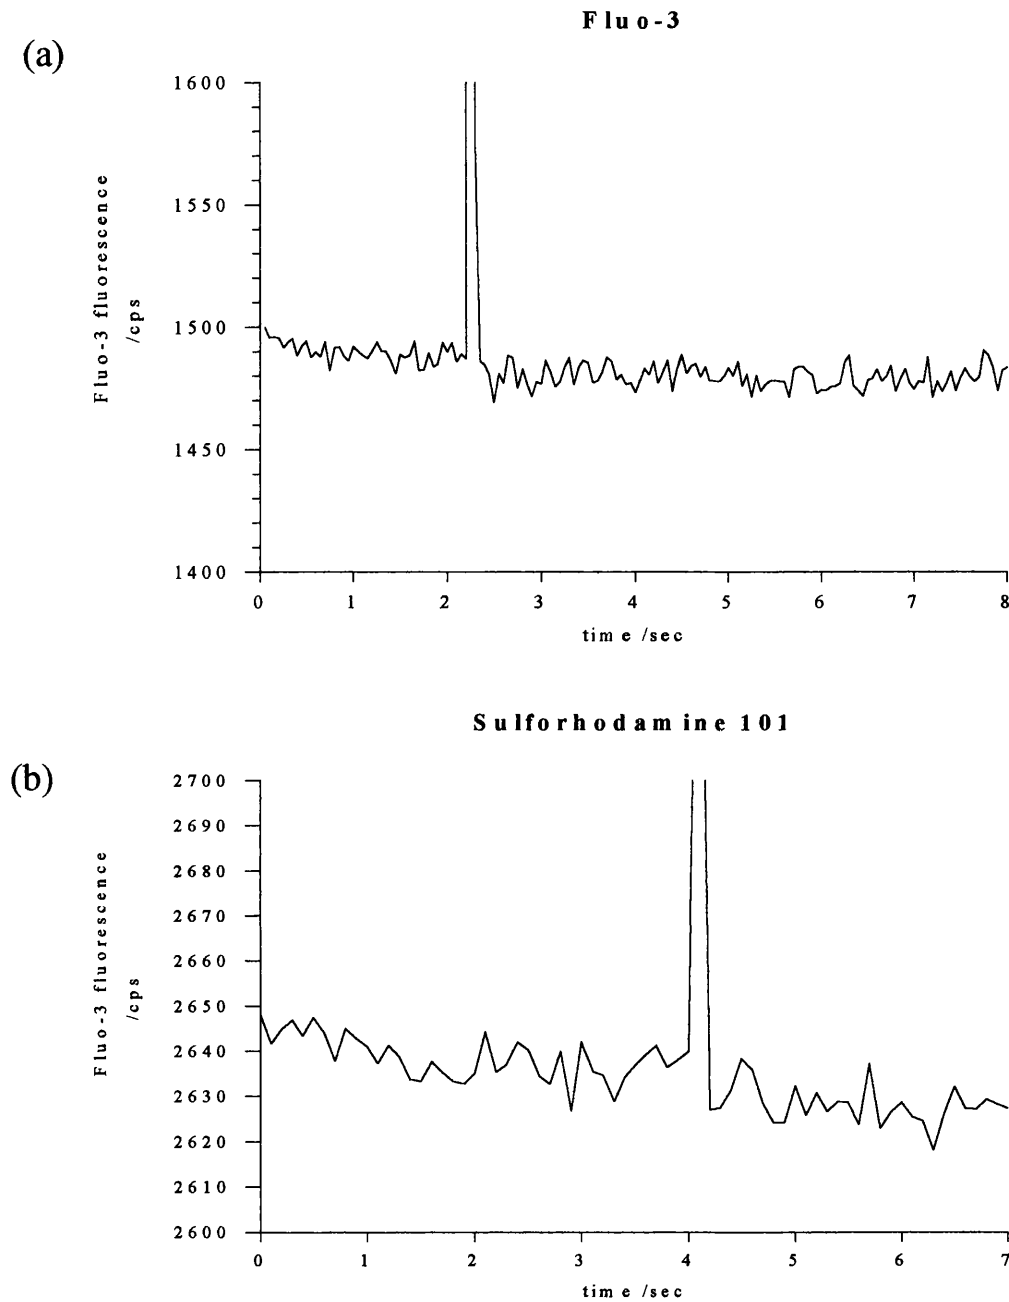 Fluo-3
(a)
1600
1550
1500
1450
1400
Fluo-3 fluorescence
/cps
0 1 2 3 4 5 6 7 8
time /sec
Sulforhodamine 101
(b)
2700
2690
2680
2670
2660
2650
2640
2630
2620
2610
2600
Fluo-3 fluorescence
/cps
0 1 2 3 4 5 6 7
time /sec